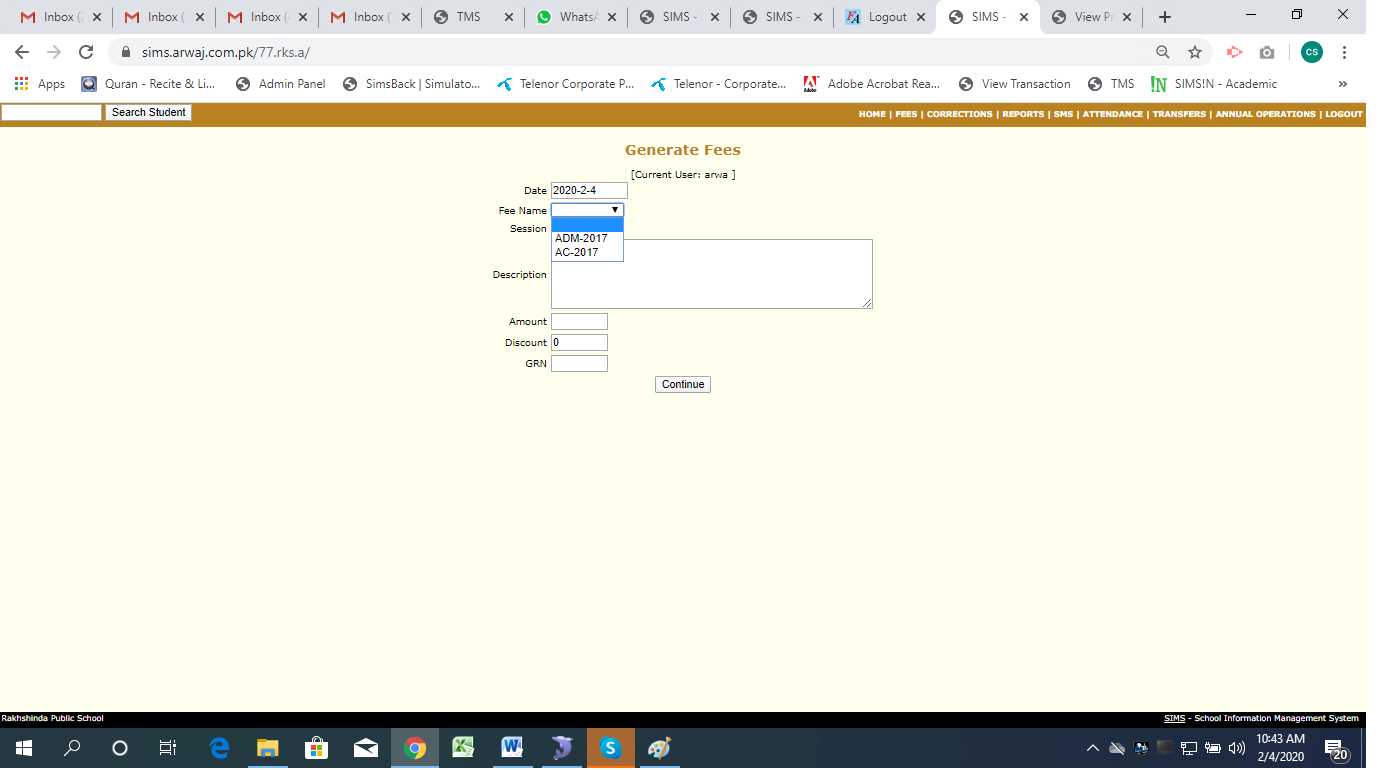 Inbox ( Inbox ( Inbox ( Inbox ( TMS Whats SIMS - SIMS - Logout SIMS - View P
sims.arwaj.com.pk/77.rks.a/ CS
Apps Quran - Recite & Li... Admin Panel SimsBack | Simulato... Telenor Corporate P... Telenor - Corporate... Adobe Acrobat Rea... View Transaction TMS SIMS!N - Academic »
Search Student HOME | FEES | CORRECTIONS | REPORTS | SMS | ATTENDANCE | TRANSFERS | ANNUAL OPERATIONS | LOGOUT
Generate Fees
[Current User: arwa ]
Date 2020-2-4
Fee Name
Session
ADM-2017
AC-2017
Description
Amount
Discount 0
GRN
Continue
Rakhshinda Public School SIMS - School Information Management System
10:43 AM
2/4/2020
20